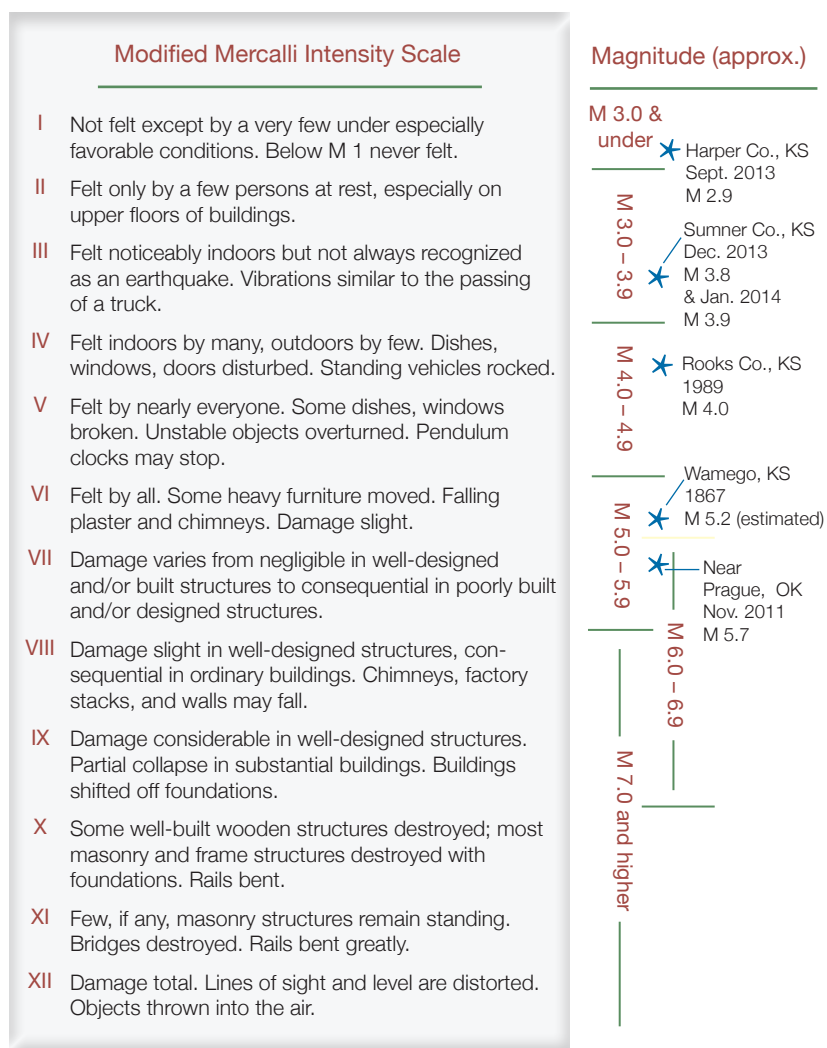 Modified Mercalli Intensity Scale
I Not felt except by a very few under especially
favorable conditions. Below M 1 never felt.
II Felt only by a few persons at rest, especially on
upper floors of buildings.
III Felt noticeably indoors but not always recognized
as an earthquake. Vibrations similar to the passing
of a truck.
IV Felt indoors by many, outdoors by few. Dishes,
windows, doors disturbed. Standing vehicles rocked.
V Felt by nearly everyone. Some dishes, windows
broken. Unstable objects overturned. Pendulum
clocks may stop.
VI Felt by all. Some heavy furniture moved. Falling
plaster and chimneys. Damage slight.
VII Damage varies from negligible in well-designed
and/or built structures to consequential in poorly built
and/or designed structures.
VIII Damage slight in well-designed structures, con-
sequential in ordinary buildings. Chimneys, factory
stacks, and walls may fall.
IX Damage considerable in well-designed structures.
Partial collapse in substantial buildings. Buildings
shifted off foundations.
X Some well-built wooden structures destroyed; most
masonry and frame structures destroyed with
foundations. Rails bent.
XI Few, if any, masonry structures remain standing.
Bridges destroyed. Rails bent greatly.
XII Damage total. Lines of sight and level are distorted.
Objects thrown into the air.
Magnitude (approx.)
M 3.0 &
under
Harper Co., KS
Sept. 2013
M 2.9
M 3.0 – 3.9
Sumner Co., KS
Dec. 2013
M 3.8
& Jan. 2014
M 3.9
M 4.0 – 4.9
Rooks Co., KS
1989
M 4.0
M 5.0 – 5.9
Wamego, KS
1867
M 5.2 (estimated)
Near
Prague, OK
Nov. 2011
M 5.7
M 6.0 – 6.9
M 7.0 and higher